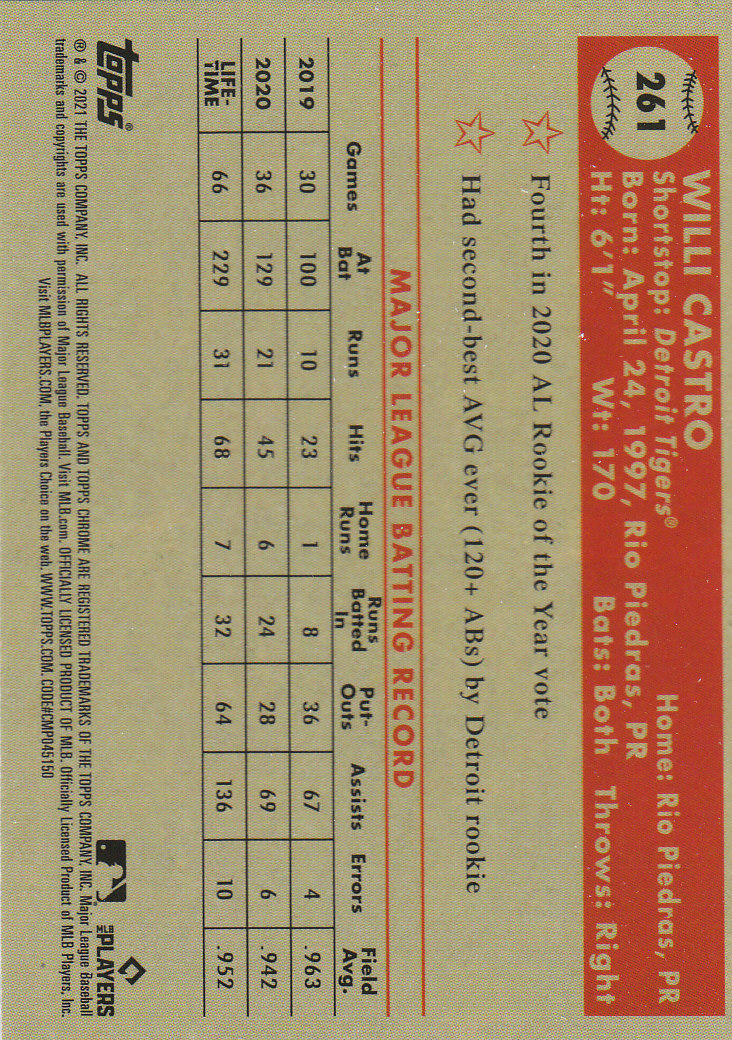 261
WILLI CASTRO
Shortstop: Detroit Tigers® Home: Rio Piedras, PR
Born: April 24, 1997, Rio Piedras, PR
Ht: 6'1" Wt: 170 Bats: Both Throws: Right
Fourth in 2020 AL Rookie of the Year vote
Had second-best AVG ever (120+ ABs) by Detroit rookie
MAJOR LEAGUE BATTING RECORD
Games At Bat Runs Hits Home Runs Runs Batted In Put-Outs Assists Errors Field Avg.
2019 30 100 10 23 1 8 36 67 4 .963
2020 36 129 21 45 6 24 28 69 6 .942
LIFE-TIME 66 229 31 68 7 32 64 136 10 .952
topps®
MLB PLAYERS
® & © 2021 THE TOPPS COMPANY, INC. ALL RIGHTS RESERVED. TOPPS AND TOPPS CHROME ARE REGISTERED TRADEMARKS OF THE TOPPS COMPANY, INC. Major League Baseball
trademarks and copyrights are used with permission of Major League Baseball. Visit MLB.com. OFFICIALLY LICENSED PRODUCT OF MLB. Officially Licensed Product of MLB Players, Inc.
Visit MLBPLAYERS.COM, the Players Choice on the web. WWW.TOPPS.COM. CODE#CMP045150